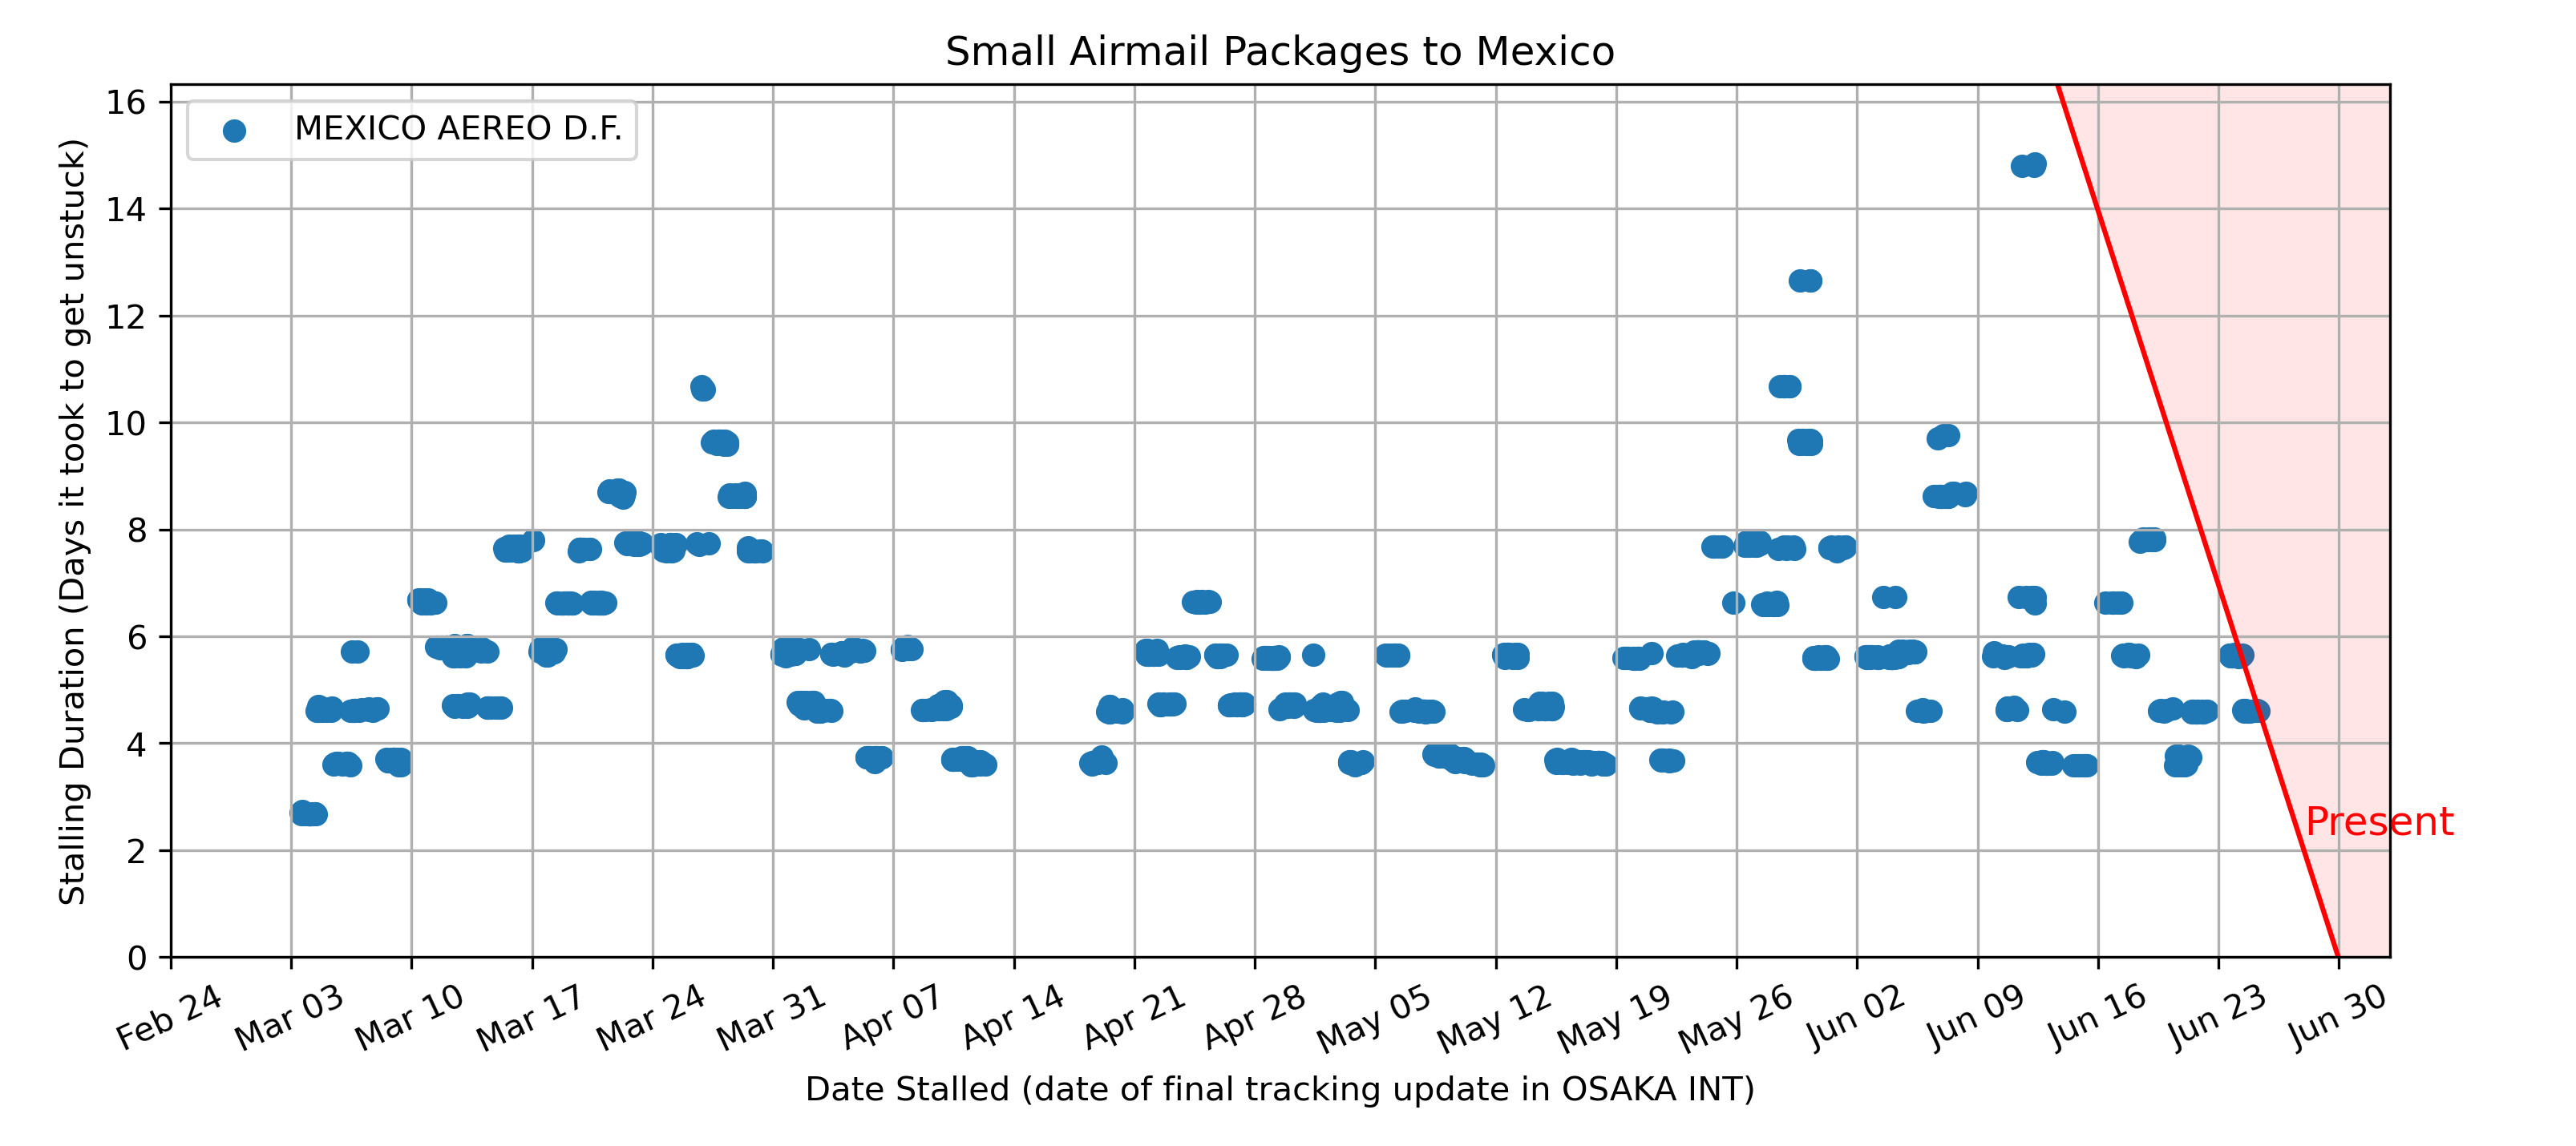 Small Airmail Packages to Mexico
MEXICO AEREO D.F.
Stalling Duration (Days it took to get unstuck)
16
14
12
10
8
6
4
2
0
Present
Feb 24
Mar 03
Mar 10
Mar 17
Mar 24
Mar 31
Apr 07
Apr 14
Apr 21
Apr 28
May 05
May 12
May 19
May 26
Jun 02
Jun 09
Jun 16
Jun 23
Jun 30
Date Stalled (date of final tracking update in OSAKA INT)